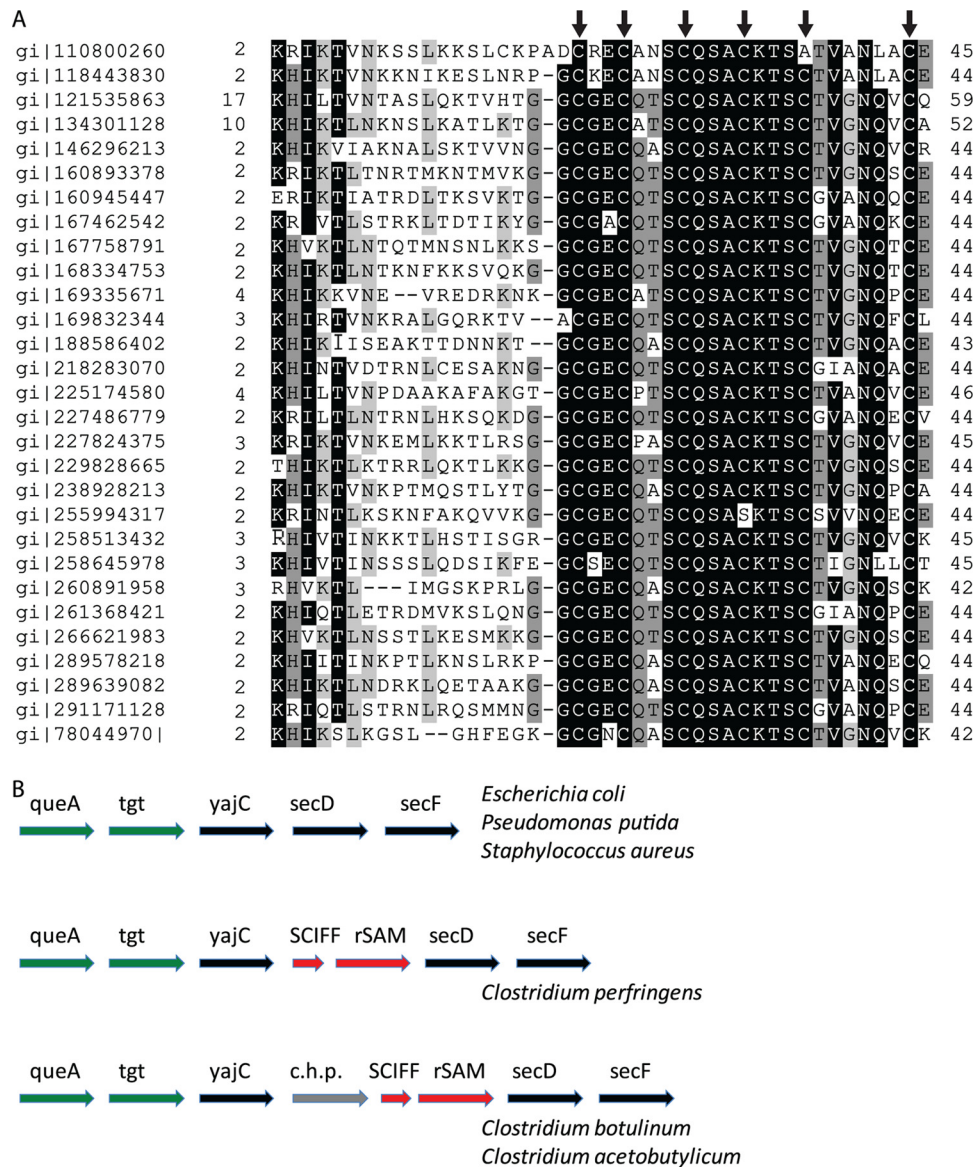 A
gi|110800260 2 KRIKTVNKSSLKKSLCKPADCRECANSCQSACKTSATVANLACE 45
gi|118443830 2 KHIKTVNKKNIKESLNRP-GCKECANSCQSACKTSCTVANLACE 44
gi|121535863 17 KHILTVNTASLQKTVHTG-GCGECQTSCQSACKTSCTVGNQVCQ 59
gi|134301128 10 KHIKTLNKNSLKATLKTG-GCGECATSCQSACKTSCTVGNQVCA 52
gi|146296213 2 KHIKVIAKNALSKTVVNG-GCGECQASCQSACKTSCTVGNQVCR 44
gi|160893378 2 KRIKTLTNRTMKNTMVKG-GCGECQTSCQSACKTSCTVGNQSCE 44
gi|160945447 2 ERIKTIATRDLTKSVKTG-GCGECQTSCQSACKTSCGVANQQCE 44
gi|167462542 2 KR VTLSTRKLTDTIKYG-GCGACQTSCQSACKTSCGVANQKCE 44
gi|167758791 2 KHVKTLNTQTMNSNLKKS-GCGECQTSCQSACKTSCTVGNQTCE 44
gi|168334753 2 KHIKTLNTKNFKKSVQKG-GCGECQTSCQSACKTSCTVGNQTCE 44
gi|169335671 4 KHIKKVNE--VREDRKNK-GCGECATSCQSACKTSCTVGNQPCE 44
gi|169832344 3 KHIRTVNKRALGQRKTV--ACGECQTSCQSACKTSCTVGNQFCL 44
gi|188586402 2 KHIKIISEAKTTDNNKT--GCGECQASCQSACKTSCTVGNQACE 43
gi|218283070 2 KHINTVDTRNLCESAKNG-GCGECQTSCQSACKTSCGIANQACE 44
gi|225174580 4 KHILTVNPDAAKAFAKGT-GCGECPTSCQSACKTSCTVGNQVCE 46
gi|227486779 2 KRILTLNTRNLHKSQKDG-GCGECQTSCQSACKTSCGVANQECV 44
gi|227824375 3 KRIKTVNKEMLKKTLRSG-GCGECPASCQSACKTSCTVGNQVCE 45
gi|229828665 2 THIKTLKTRRLQKTLKKG-GCGECQTSCQSACKTSCTVGNQSCE 44
gi|238928213 2 KHIKTVNKPTMQSTLYTG-GCGECQASCQSACKTSCTVGNQPCA 44
gi|255994317 2 KRINTLKSKNFAKQVVKG-GCGECQTSCQSASKTSCSVVNQECE 44
gi|258513432 3 RHIVTINKKTLHSTISGR-GCGECQTSCQSACKTSCTVGNQVCK 45
gi|258645978 3 KHIVTINSSSLQDSIKFE-GCSECQTSCQSACKTSCTIGNLLCT 45
gi|260891958 3 RHVKTL---IMGSKPRLG-GCGECQASCQSACKTSCTVGNQSCK 42
gi|261368421 2 KHIQTLETRDMVKSLQNG-GCGECQTSCQSACKTSCGIANQPCE 44
gi|266621983 2 KHVKTLNSSTLKESMKKG-GCGECQTSCQSACKTSCTVGNQSCE 44
gi|289578218 2 KHIITINKPTLKNSLRKP-GCGECQTSCQSACKTSCTVANQECQ 44
gi|289639082 2 KHIKTLNDRKLQETAAKG-GCGECQASCQSACKTSCTVANQSCE 44
gi|291171128 2 KRIQTLSTRNLRQSMMNG-GCGECQTSCQSACKTSCGVANQPCE 44
gi|78044970| 2 KHIKSLKGSL--GHFEGK-GCGNCQASCQSACKTSCTVGNQVCK 42
B
queA tgt yajC secD secF
Escherichia coli
Pseudomonas putida
Staphylococcus aureus
queA tgt yajC SCIFF rSAM secD secF
Clostridium perfringens
queA tgt yajC c.h.p. SCIFF rSAM secD secF
Clostridium botulinum
Clostridium acetobutylicum